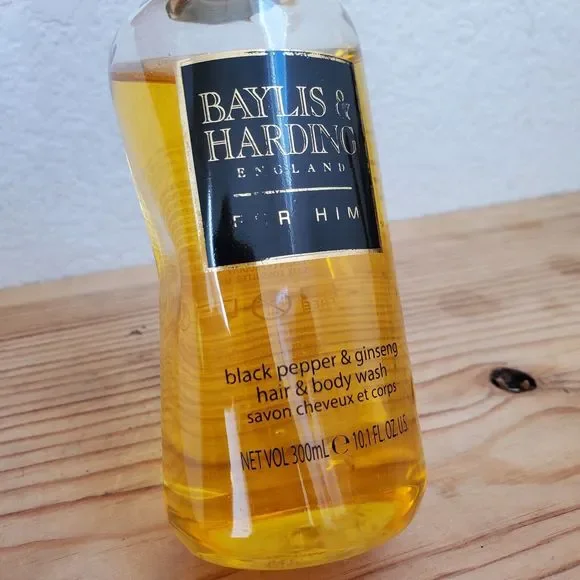 BAYLIS &
HARDING
ENGLAND
FOR HIM
black pepper & ginseng
hair & body wash
savon cheveux et corps
NET VOL 300mL ℮ 10.1 FL. OZ. U.S.